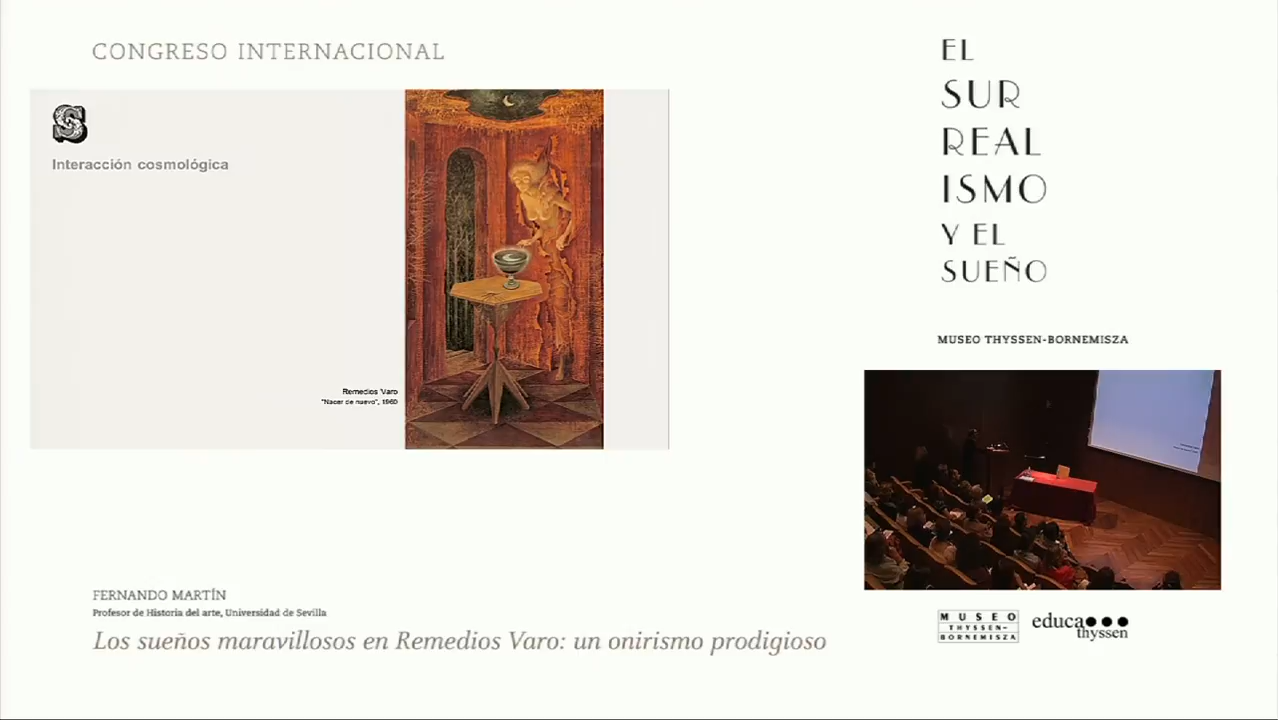 CONGRESO INTERNACIONAL
S
Interacción cosmológica
Remedios Varo
"Nacer de nuevo", 1960
EL
SUR
REAL
ISMO
Y EL
SUEÑO
MUSEO THYSSEN-BORNEMISZA
FERNANDO MARTÍN
Profesor de Historia del arte, Universidad de Sevilla
Los sueños maravillosos en Remedios Varo: un onirismo prodigioso
MUSEO
THYSSEN-
BORNEMISZA
educa
thyssen